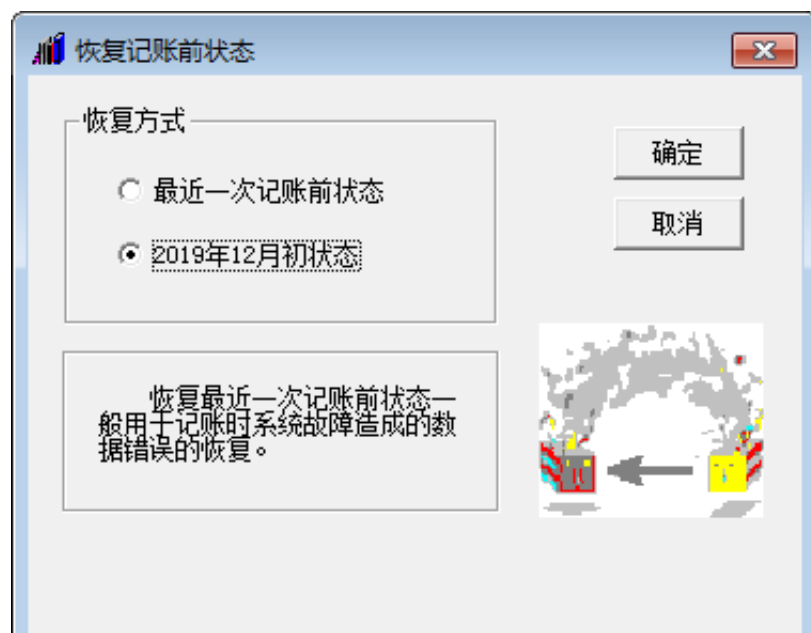 恢复记账前状态
恢复方式
最近一次记账前状态
2019年12月初状态
确定
取消
恢复最近一次记账前状态一
般用于记账时系统故障造成的数
据错误的恢复。